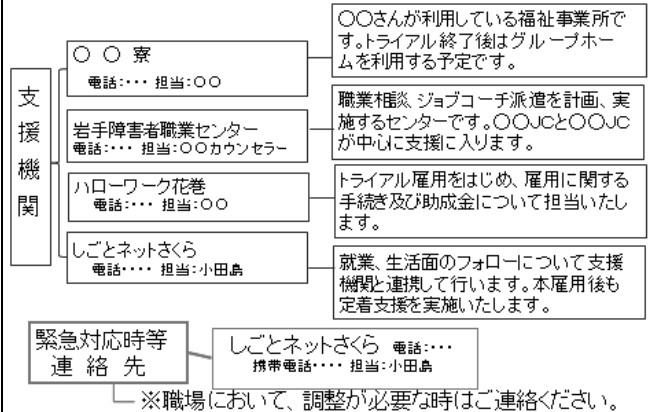 支援機関
〇 〇 寮
電話:・・・ 担当:〇〇
〇〇さんが利用している福祉事業所で
す。トライアル終了後はグループホー
ムを利用する予定です。
岩手障害者職業センター
電話:・・・ 担当:〇〇カウンセラー
職業相談、ジョブコーチ派遣を計画、実
施するセンターです。〇〇JCと〇〇JC
が中心に支援に入ります。
ハローワーク花巻
電話:・・・ 担当:〇〇
トライアル雇用をはじめ、雇用に関する
手続き及び助成金について担当いたし
ます。
しごとネットさくら
電話・・・・ 担当:小田島
就業、生活面のフォローについて支援
機関と連携して行います。本雇用後も
定着支援を実施いたします。
緊急対応時等
連 絡 先
しごとネットさくら 電話:・・・
携帯電話・・・・ 担当:小田島
※職場において、調整が必要な時はご連絡ください。